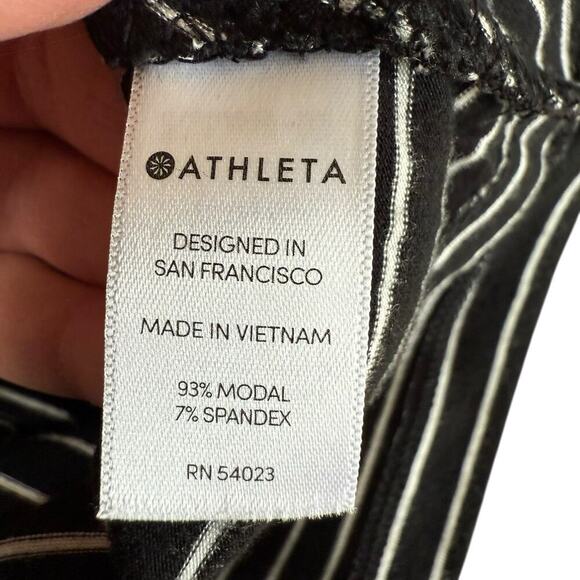 ATHLETA
DESIGNED IN
SAN FRANCISCO
MADE IN VIETNAM
93% MODAL
7% SPANDEX
RN 54023